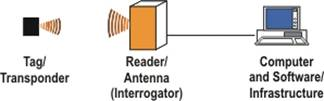 Tag/
Transponder
Reader/
Antenna
(Interrogator)
Computer
and Software/
Infrastructure